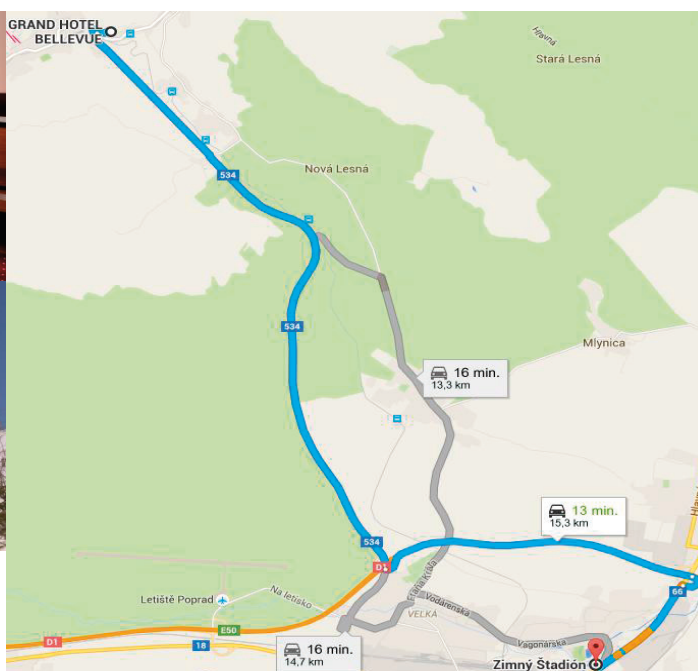 GRAND HOTEL
BELLEVUE
Hlavná
Stará Lesná
Nová Lesná
534
534
Mlynica
16 min.
13,3 km
13 min.
15,3 km
534
D1
Letiště Poprad
Na letisko
E50
D1
18
VELKÁ
Vodárenská
Vagonárska
66
16 min.
14,7 km
Zimný Štadión